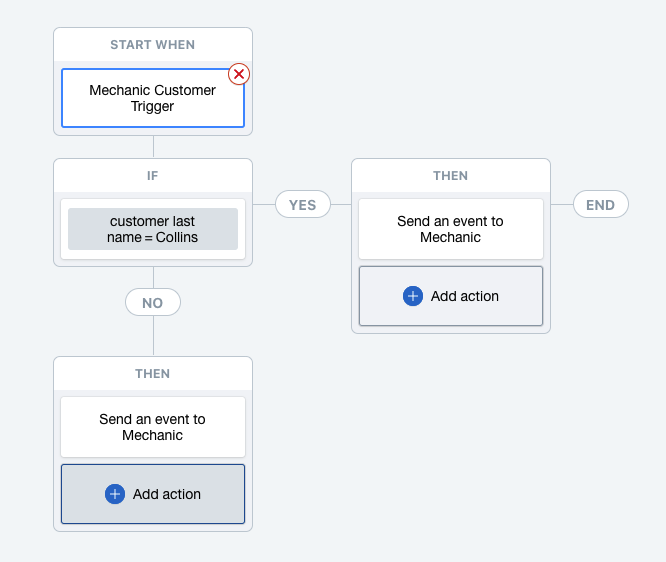 START WHEN
Mechanic Customer
Trigger
IF
customer last
name = Collins
YES
THEN
Send an event to
Mechanic
Add action
END
NO
THEN
Send an event to
Mechanic
Add action